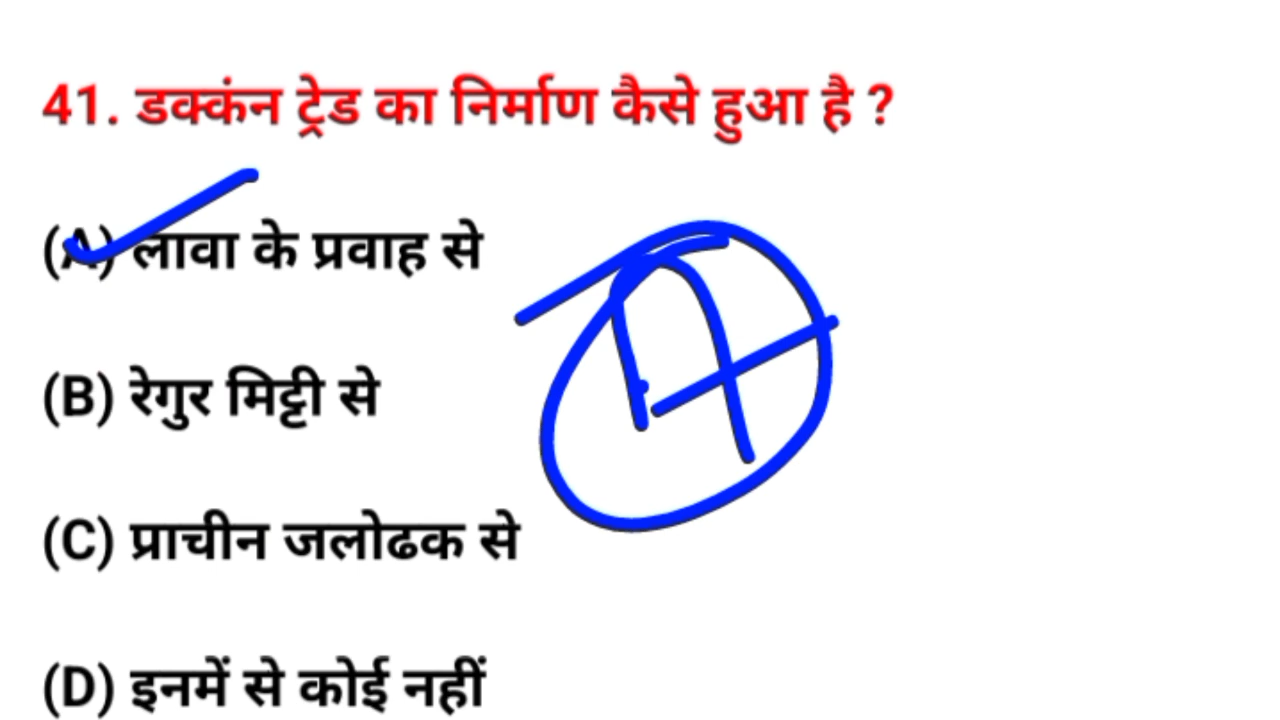 41. डक्कंन ट्रेड का निर्माण कैसे हुआ है ?
(A) लावा के प्रवाह से
A
(B) रेगुर मिट्टी से
(C) प्राचीन जलोढक से
(D) इनमें से कोई नहीं